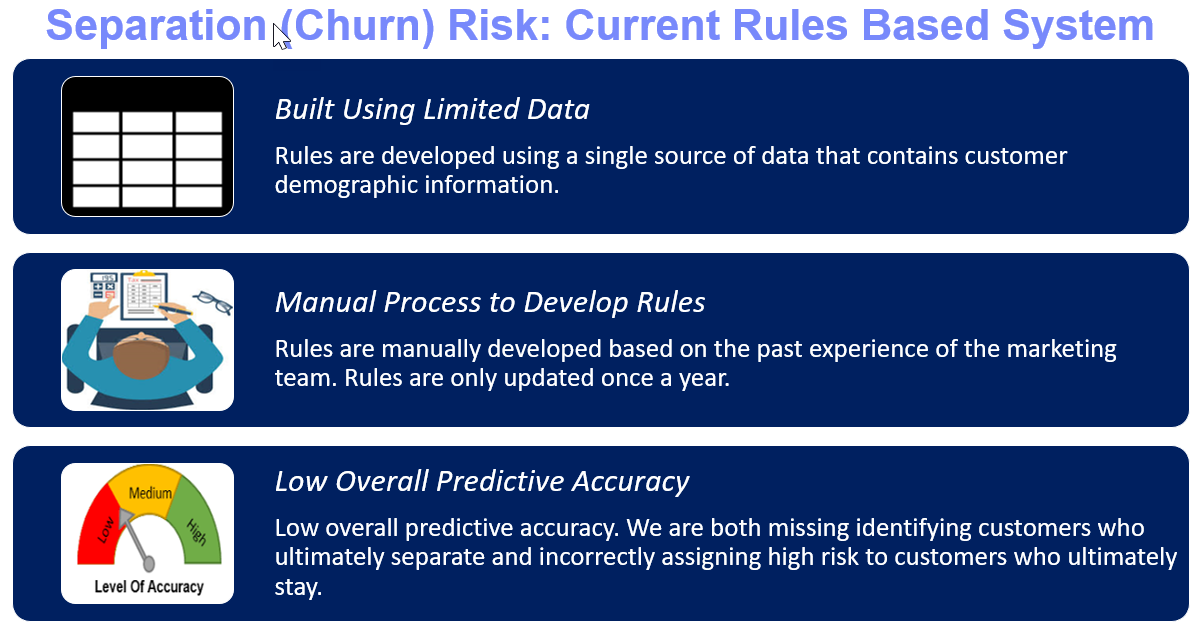 Separation (Churn) Risk: Current Rules Based System
Built Using Limited Data
Rules are developed using a single source of data that contains customer
demographic information.
Tax
Manual Process to Develop Rules
Rules are manually developed based on the past experience of the marketing
team. Rules are only updated once a year.
Low
Medium
High
Level Of Accuracy
Low Overall Predictive Accuracy
Low overall predictive accuracy. We are both missing identifying customers who
ultimately separate and incorrectly assigning high risk to customers who ultimately
stay.